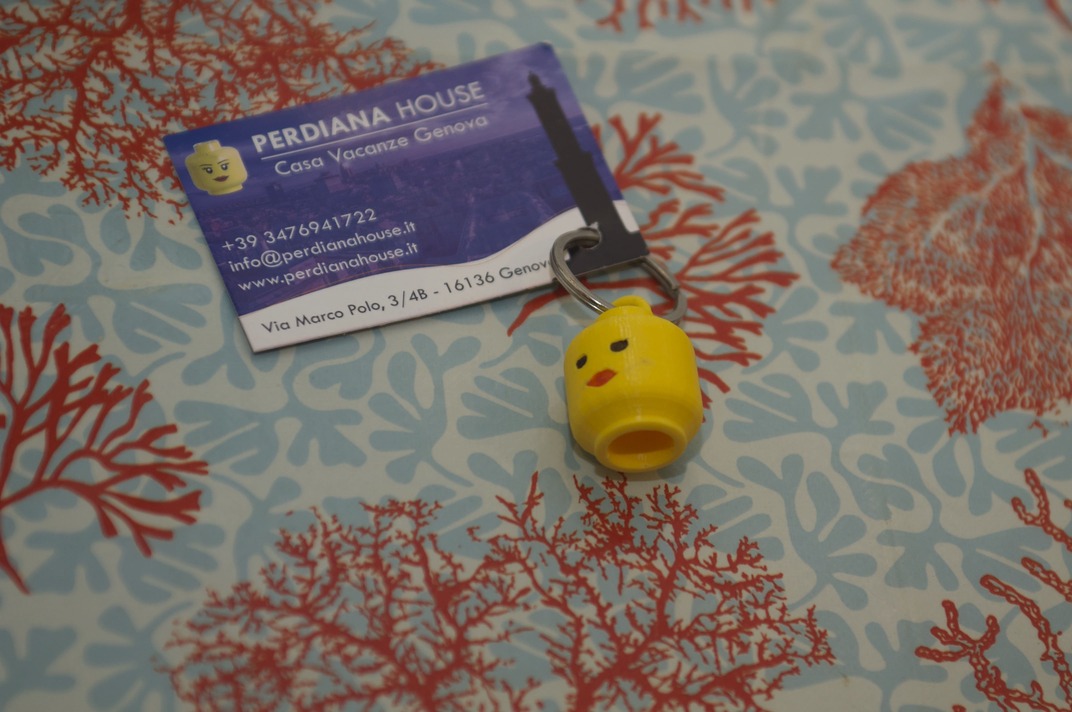 PERDIANA HOUSE
Casa Vacanze Genova
+39 3476941722
info@perdianahouse.it
www.perdianahouse.it
Via Marco Polo, 3/4B - 16136 Genov